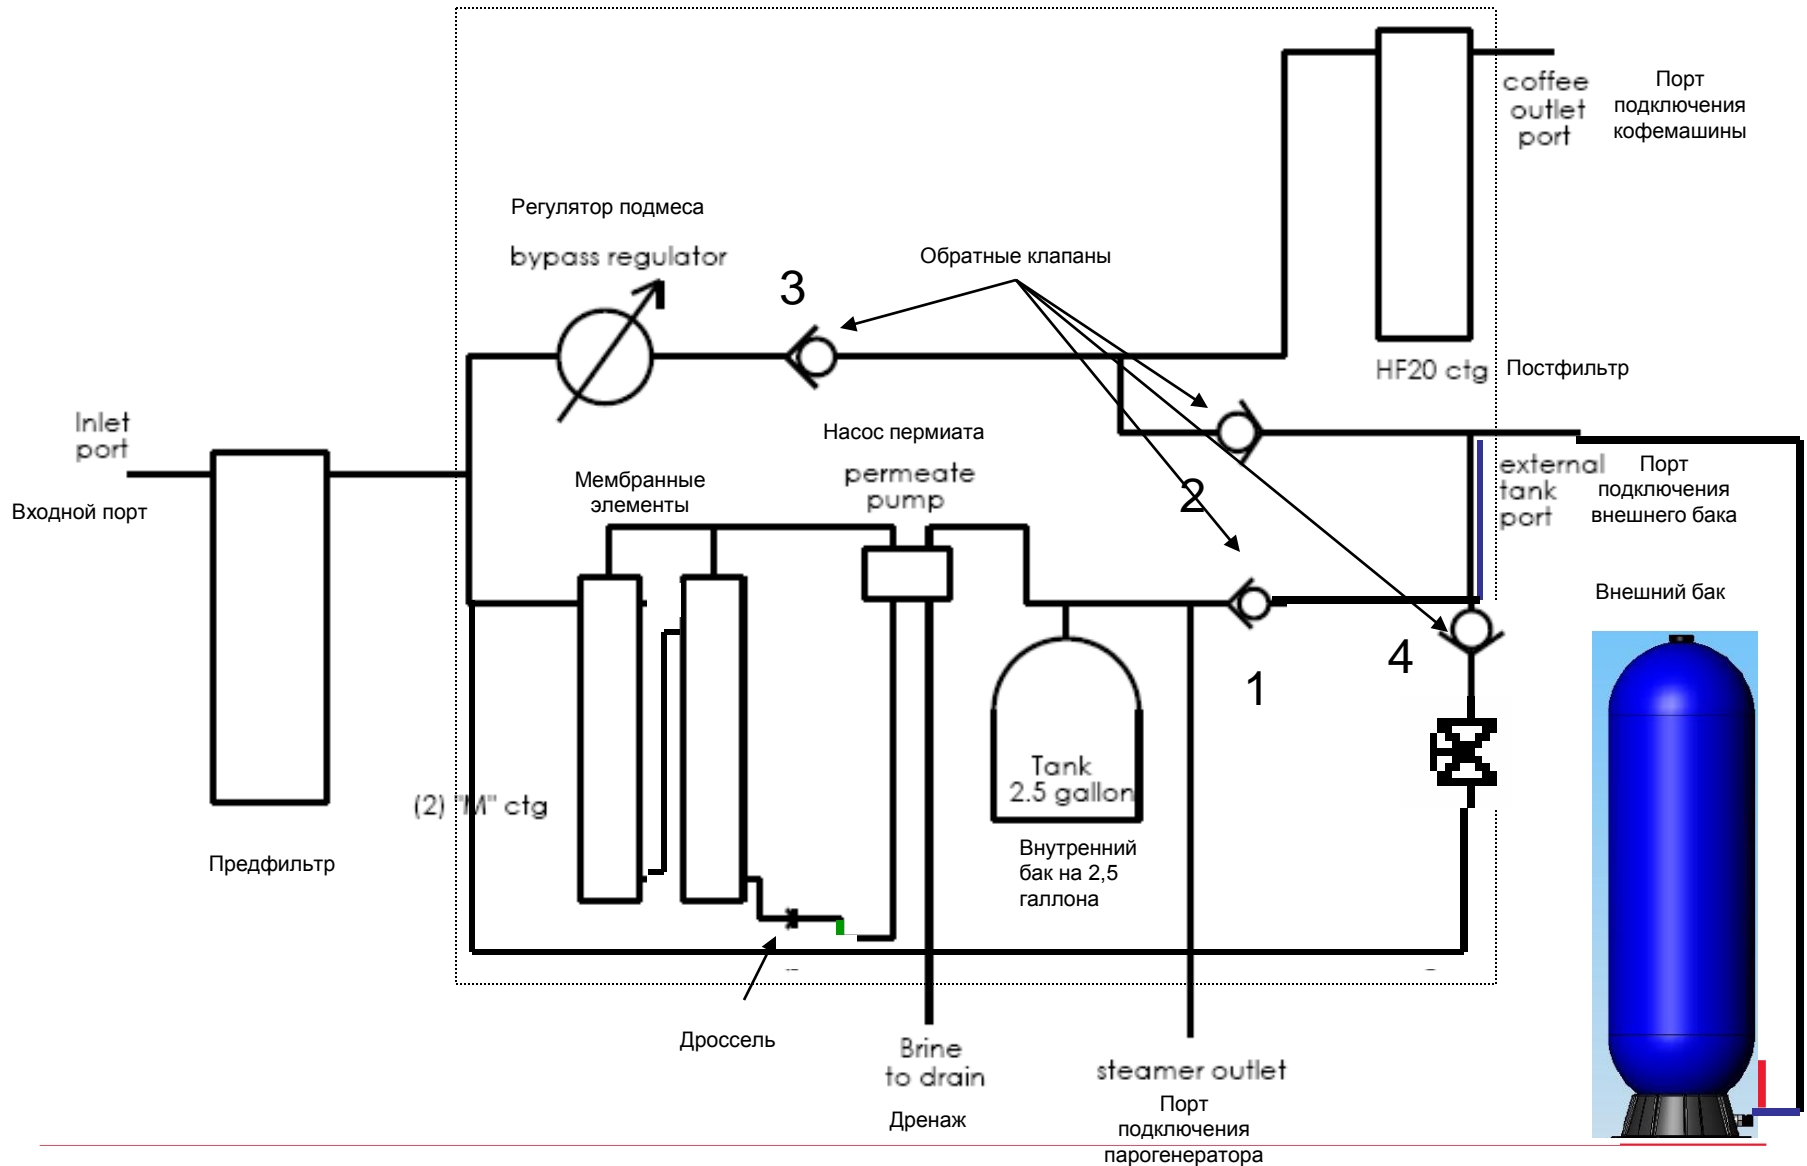 coffee
outlet
port
Порт
подключения
кофемашины
Регулятор подмеса
bypass regulator
3
Обратные клапаны
HF20 ctg
Постфильтр
Inlet
port
Входной порт
Насос пермиата
permeate
pump
Мембранные
элементы
2
external
tank
port
Порт
подключения
внешнего бака
Внешний бак
4
1
Tank
2.5 gallon
(2) "M" ctg
Внутренний
бак на 2,5
галлона
Предфильтр
Дроссель
Brine
to drain
Дренаж
steamer outlet
Порт
подключения
парогенератора